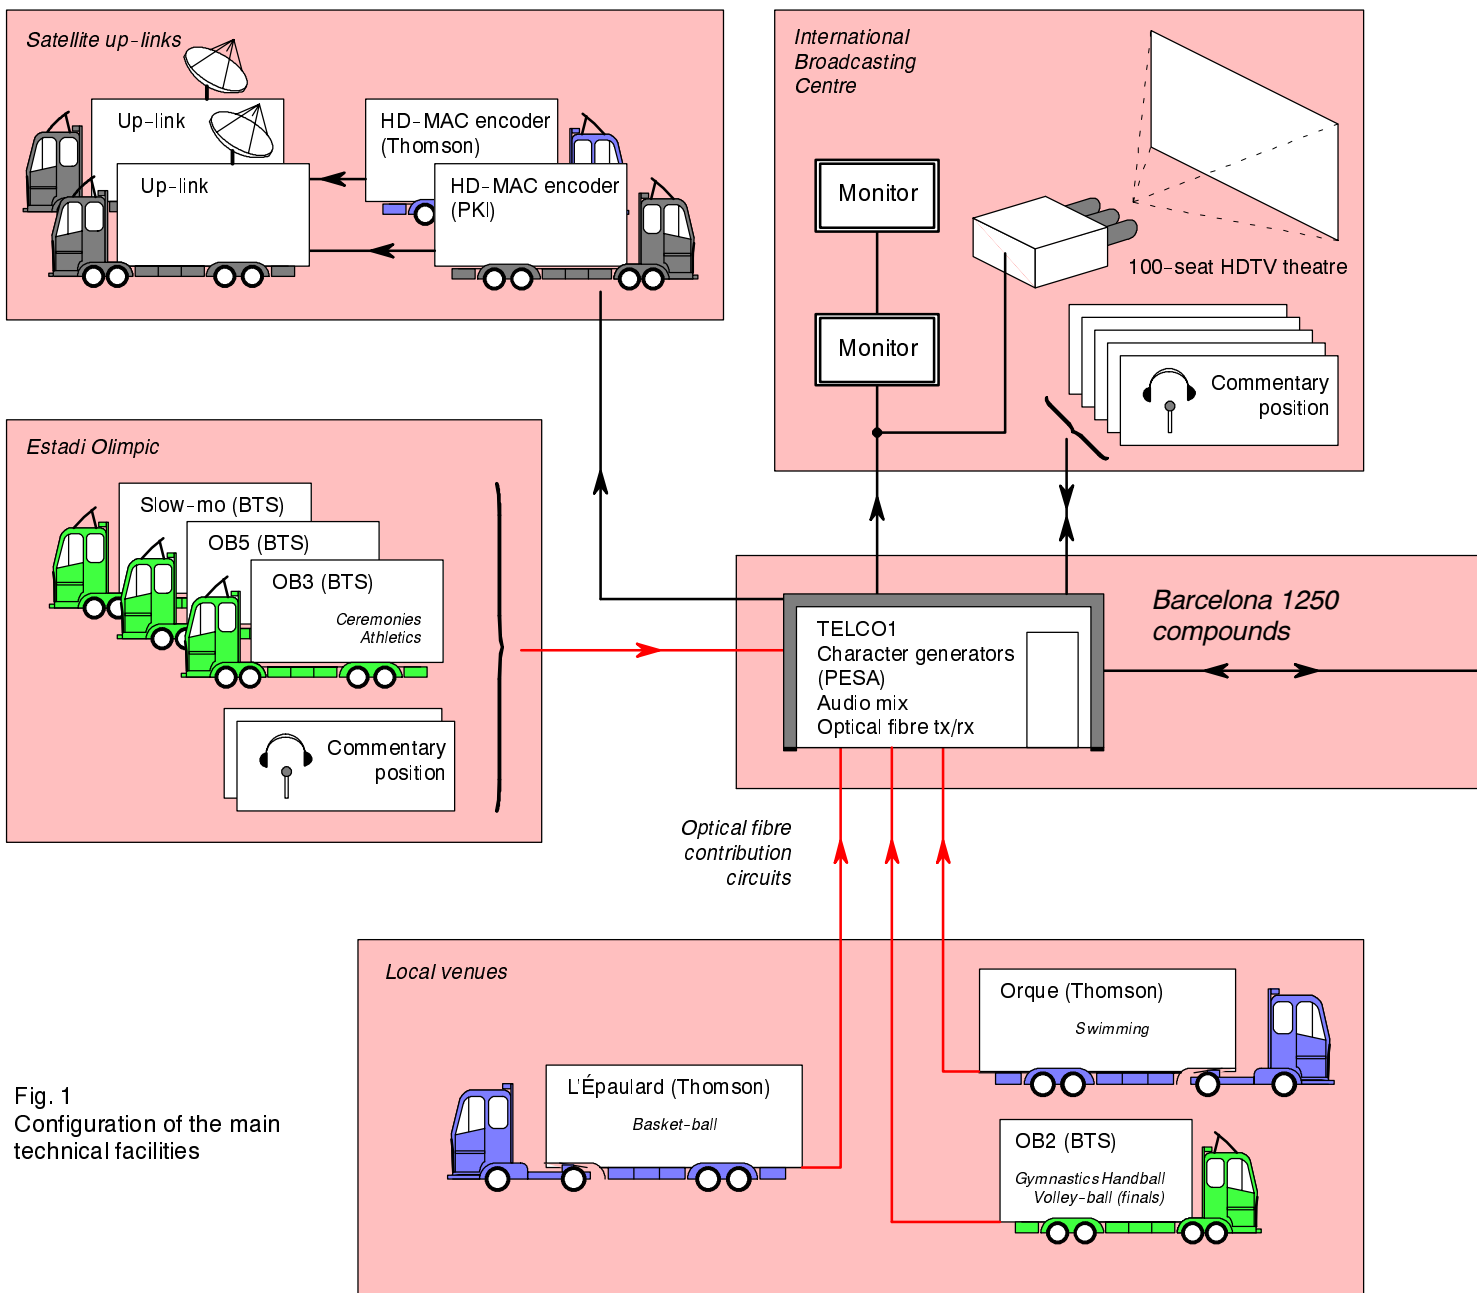 Satellite up-links
Up-link
Up-link
HD-MAC encoder
(Thomson)
HD-MAC encoder
(PKI)
International
Broadcasting
Centre
Monitor
Monitor
100-seat HDTV theatre
Commentary
position
Estadi Olimpic
Slow-mo (BTS)
OB5 (BTS)
OB3 (BTS)
Ceremonies
Athletics
Commentary
position
Barcelona 1250
compounds
TELCO1
Character generators
(PESA)
Audio mix
Optical fibre tx/rx
Optical fibre
contribution
circuits
Local venues
Orque (Thomson)
Swimming
L'Épaulard (Thomson)
Basket-ball
OB2 (BTS)
Gymnastics Handball
Volley-ball (finals)
Fig. 1
Configuration of the main
technical facilities